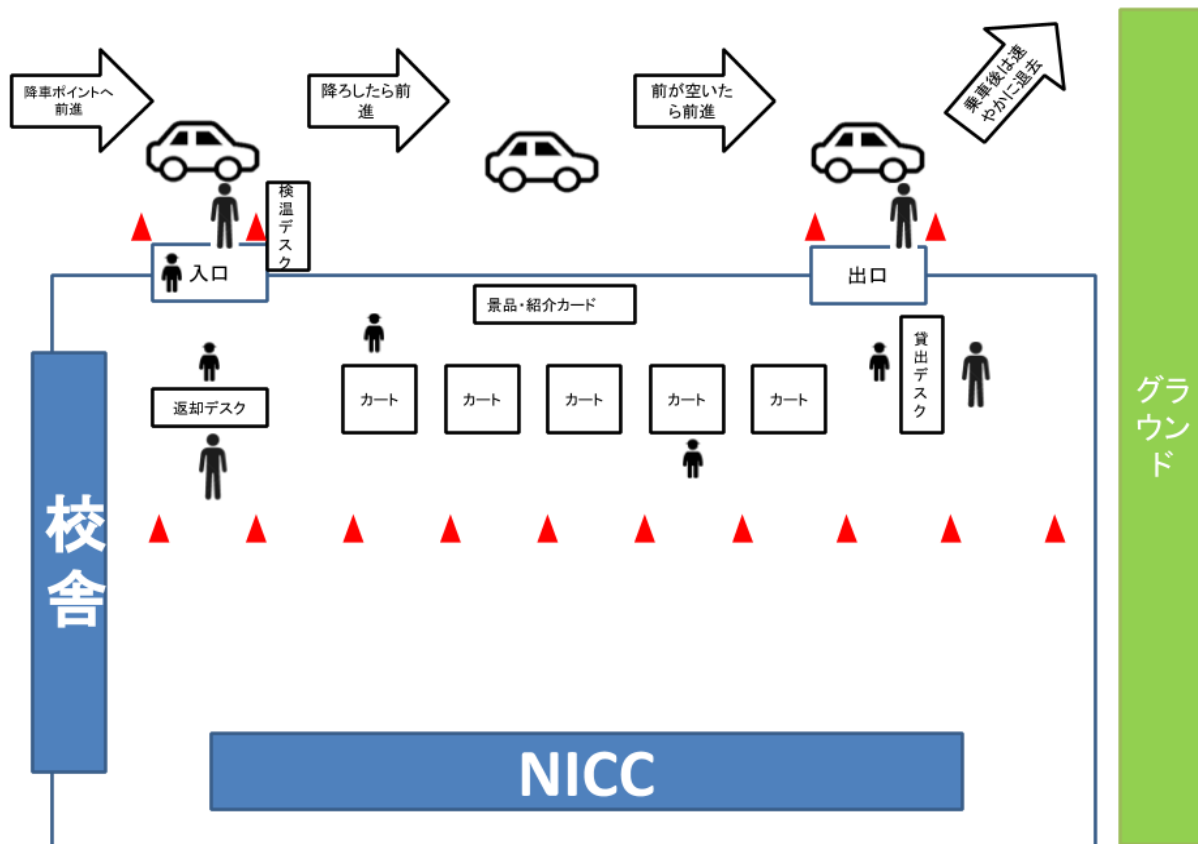 降車ポイントへ
前進
降ろしたら前
進
前が空いた
ら前進
乗車後は速
やかに退去
検温デスク
入口
出口
景品・紹介カード
貸出デスク
返却デスク
カート
カート
カート
カート
カート
校舎
グラ
ウン
ド
NICC